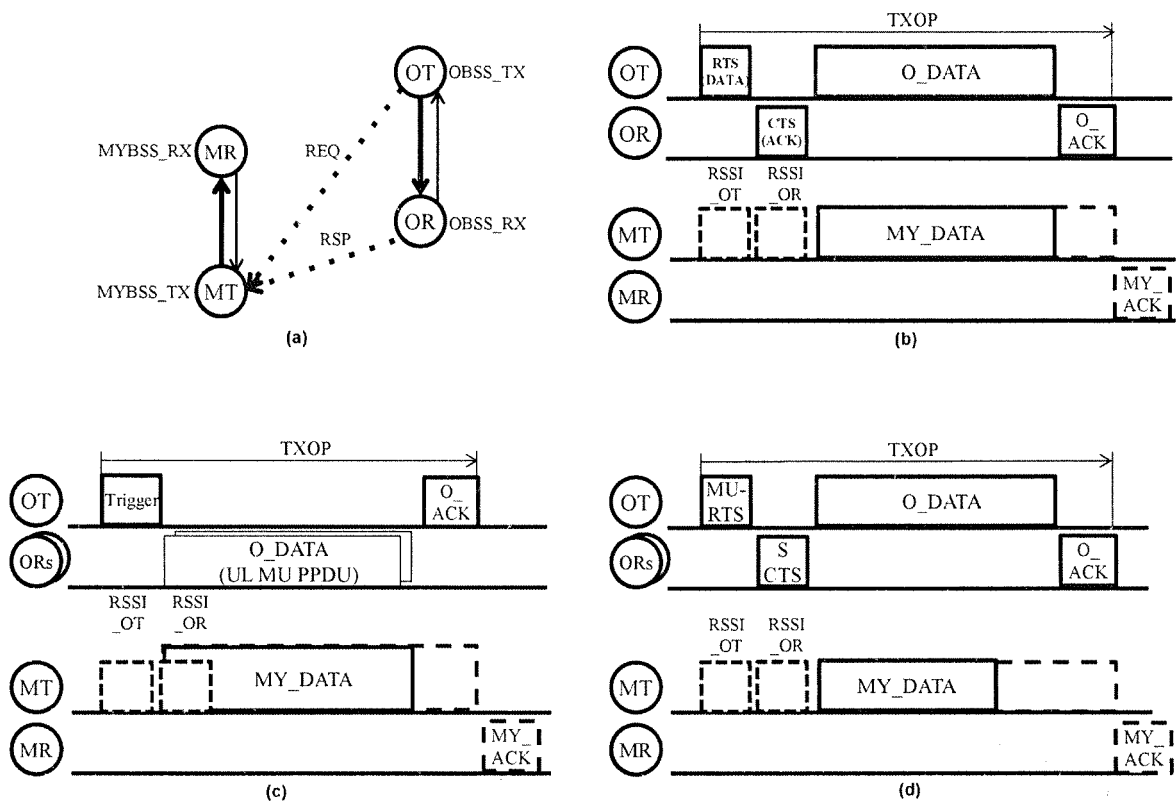 OT
OBSS_TX
MYBSS_RX
MR
REQ
OR
OBSS_RX
RSP
MYBSS_TX
MT
(a)
TXOP
OT
RTS
DATA)
O_DATA
OR
CTS
(ACK)
O_
ACK
RSSI
_OT
RSSI
_OR
MT
MY_DATA
MR
MY_
ACK
(b)
TXOP
OT
Trigger
O_
ACK
ORs
O_DATA
(UL MU PPDU)
RSSI
_OT
RSSI
_OR
MT
MY_DATA
MR
MY_
ACK
(c)
TXOP
OT
MU-
RTS
O_DATA
ORs
S
CTS
O_
ACK
RSSI
_OT
RSSI
_OR
MT
MY_DATA
MR
MY_
ACK
(d)